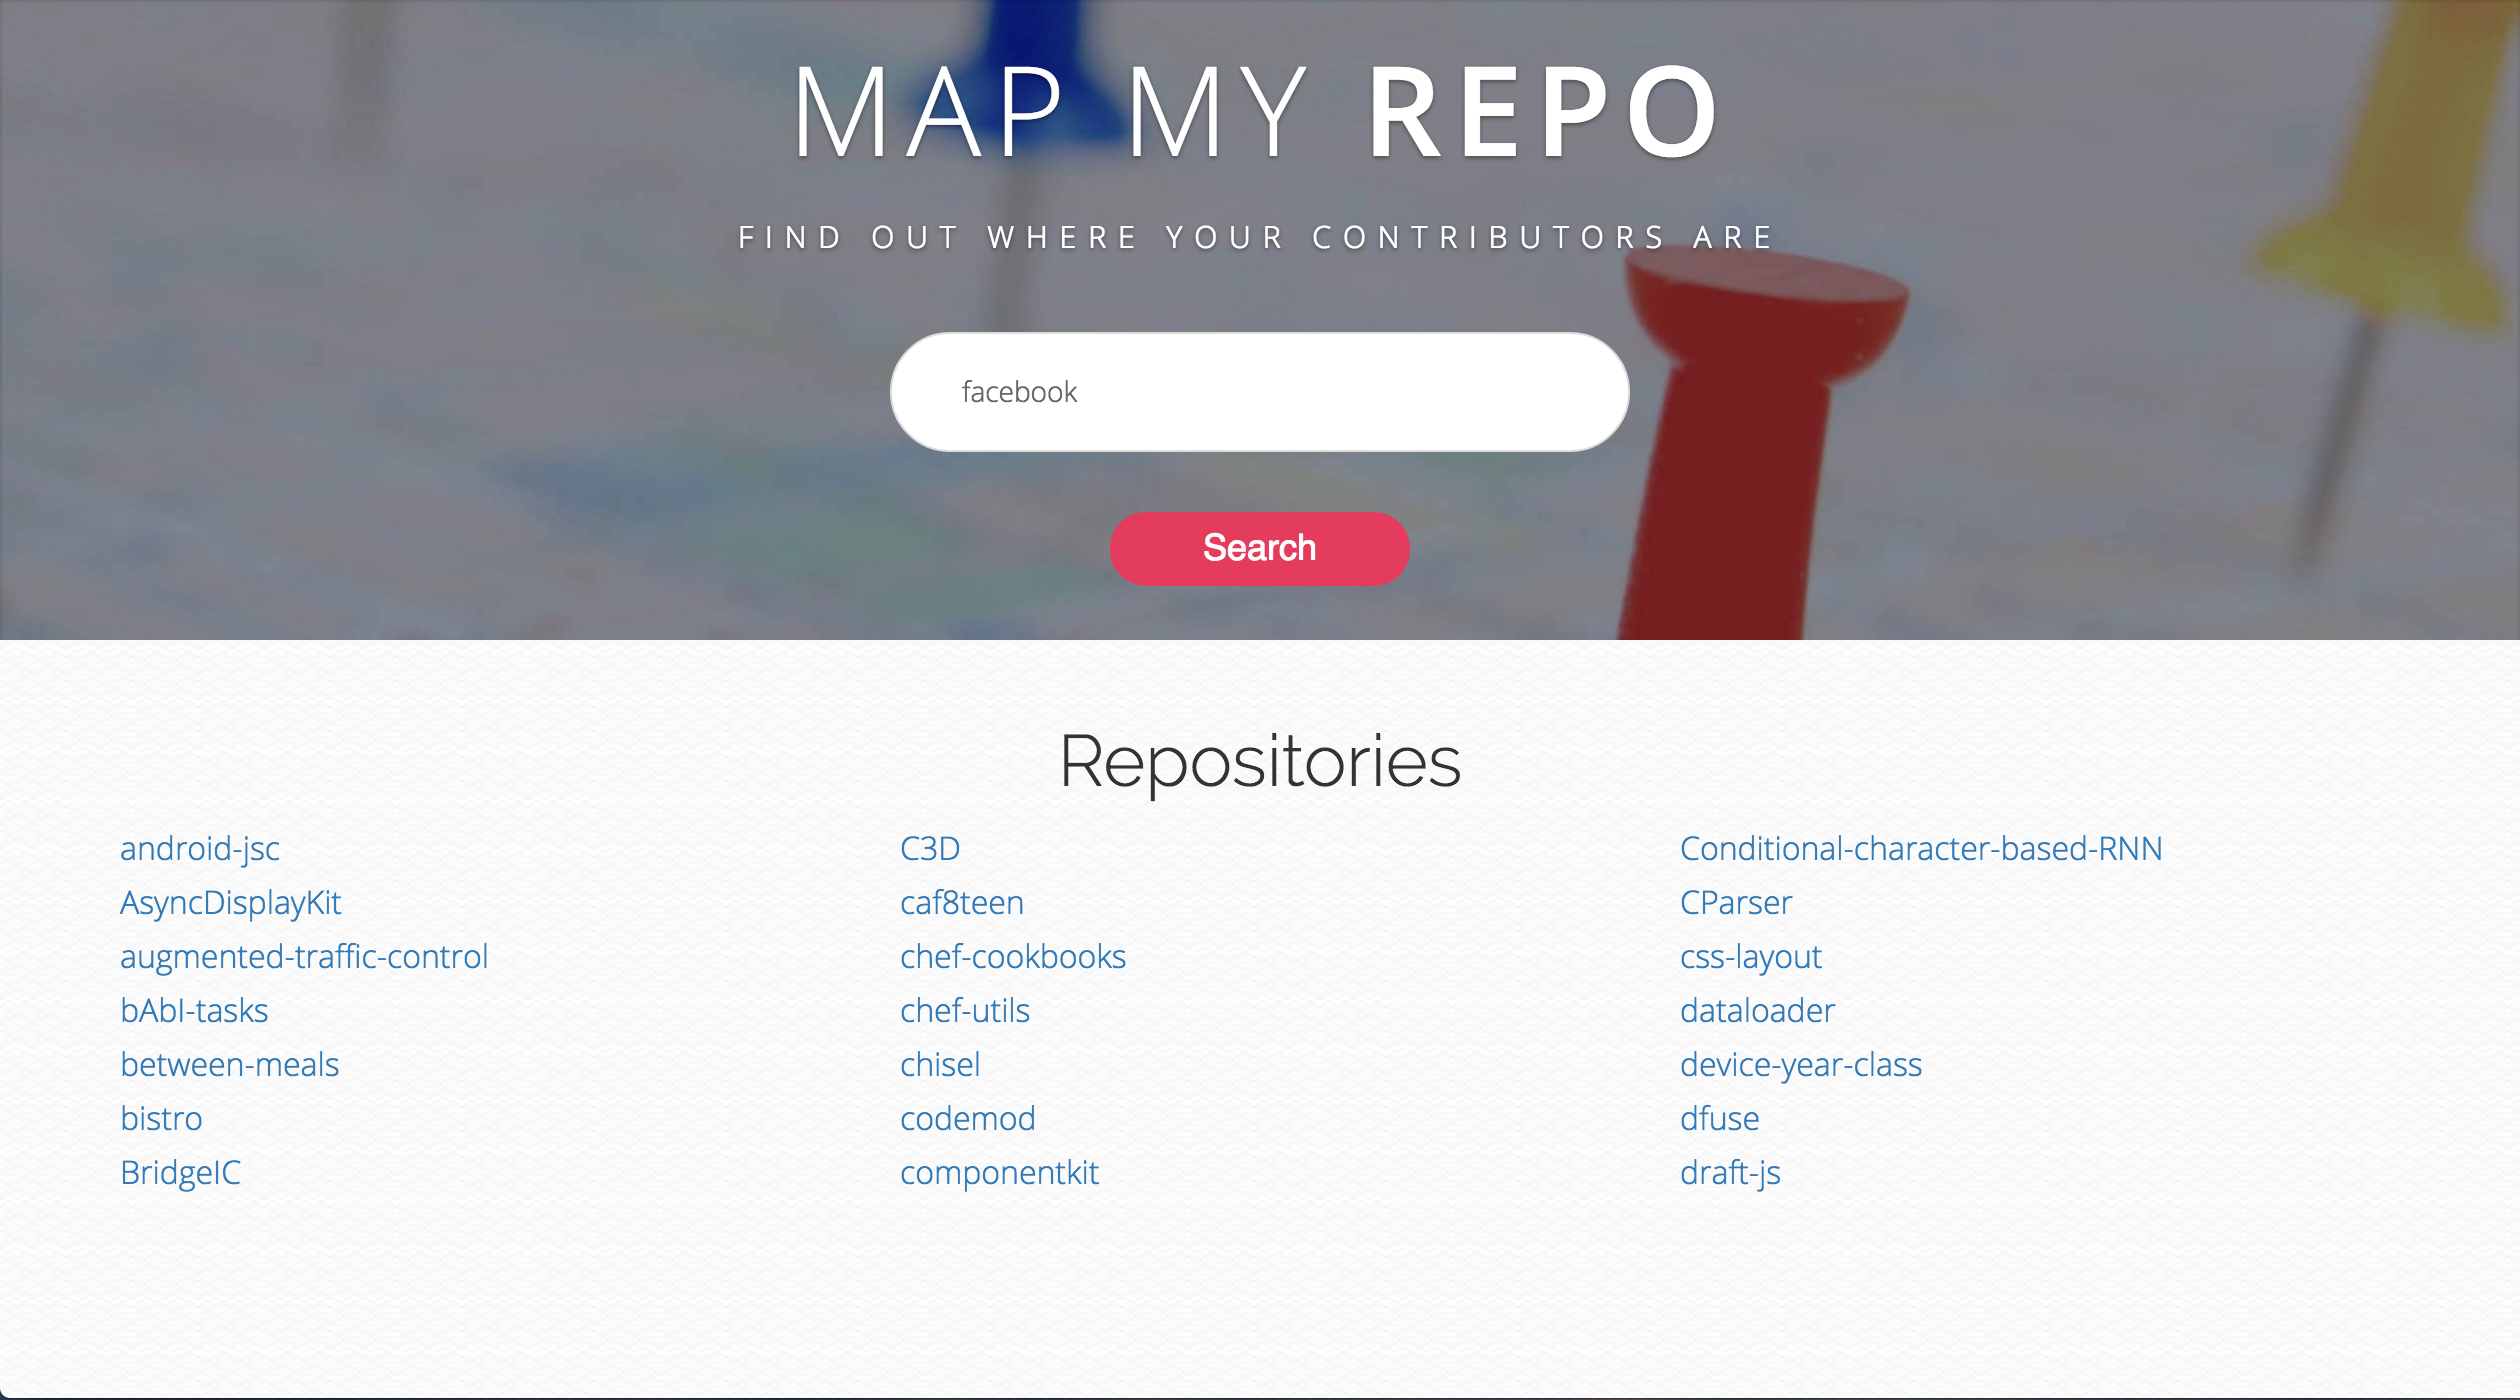 MAP MY REPO
FIND OUT WHERE YOUR CONTRIBUTORS ARE
facebook
Search
Repositories
android-jsc
AsyncDisplayKit
augmented-traffic-control
bAbI-tasks
between-meals
bistro
BridgeIC
C3D
caf8teen
chef-cookbooks
chef-utils
chisel
codemod
componentkit
Conditional-character-based-RNN
CParser
css-layout
dataloader
device-year-class
dfuse
draft-js